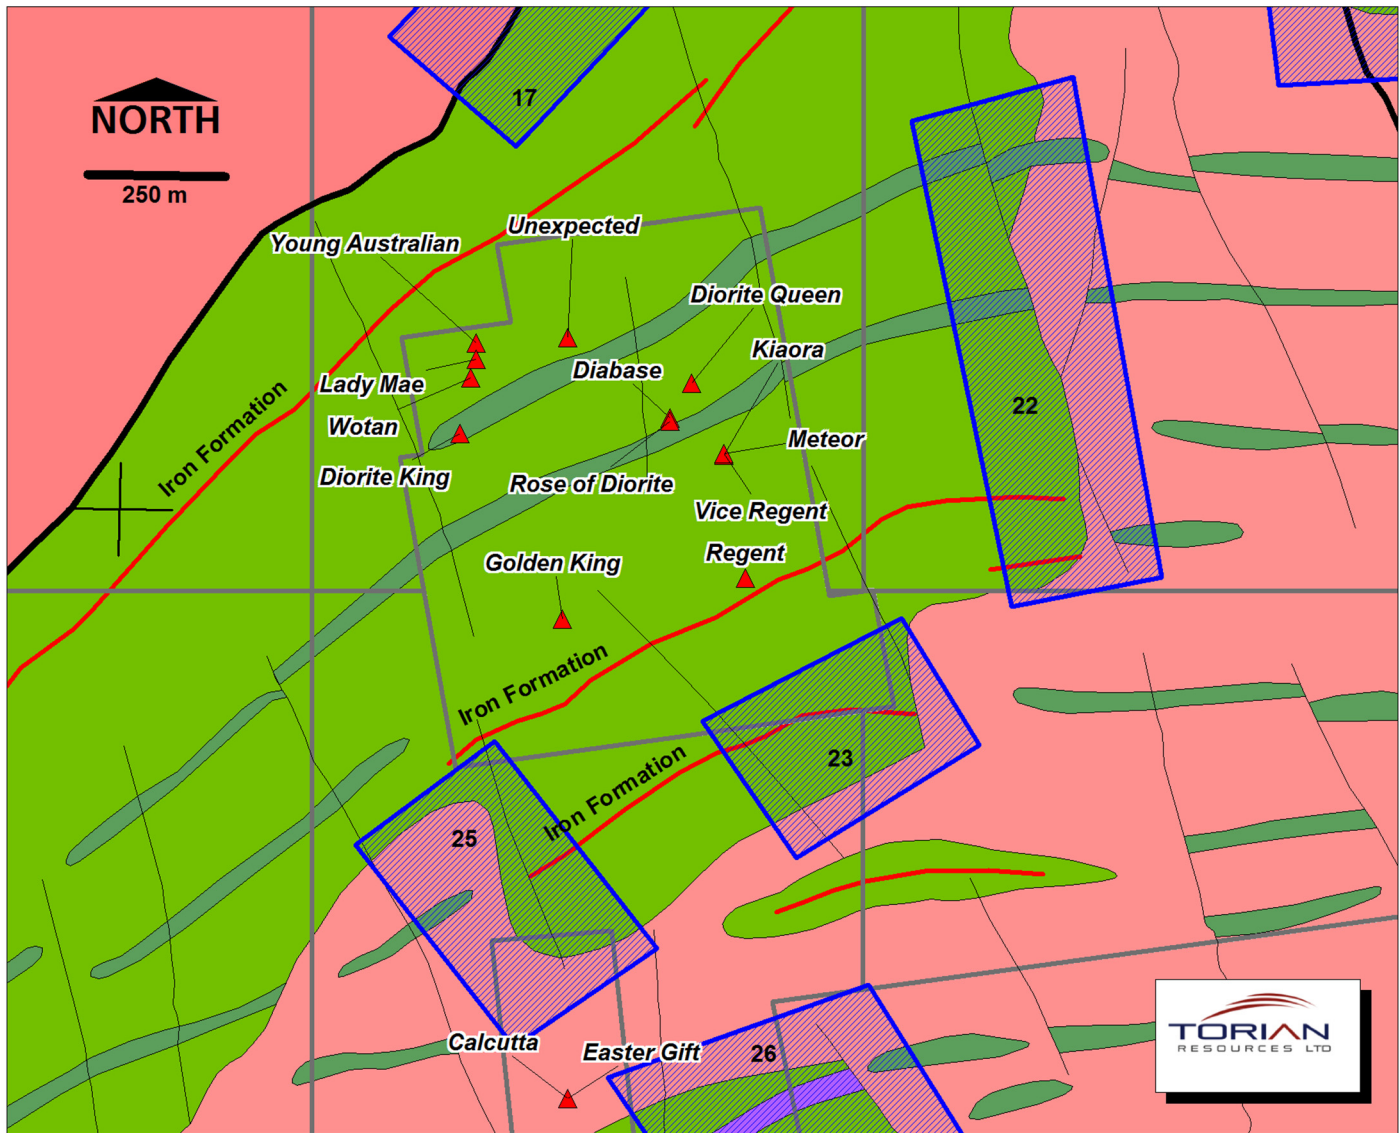 17
NORTH
250 m
Unexpected
Young Australian
Diorite Queen
Kiaora
Diabase
Lady Mae
Iron Formation
22
Wotan
Meteor
Diorite King
Rose of Diorite
Vice Regent
Regent
Golden King
Iron Formation
23
Iron Formation
25
Calcutta
Easter Gift
26
TORIAN
RESOURCES LTD